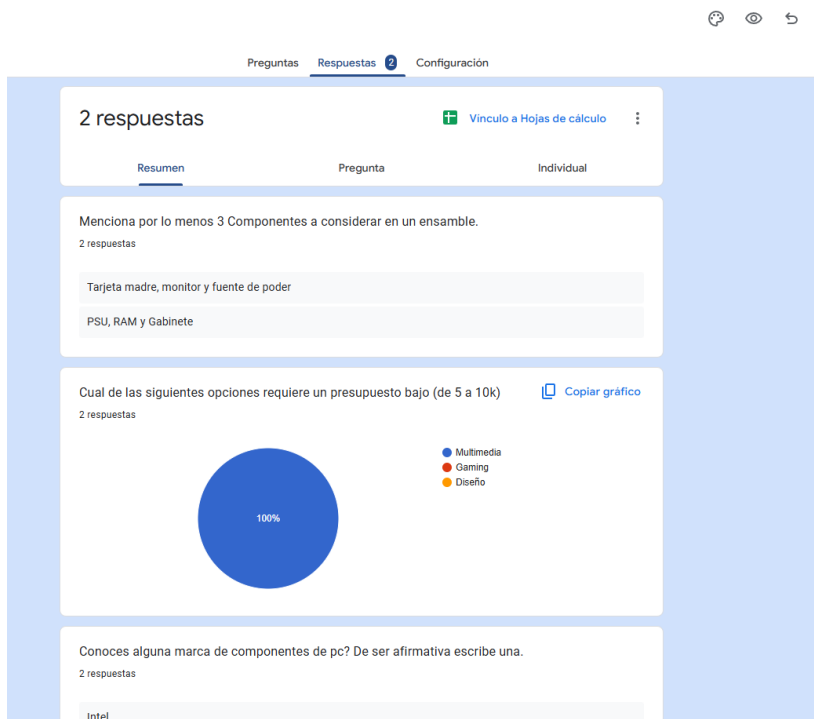 Preguntas Respuestas 2 Configuración
2 respuestas
Vínculo a Hojas de cálculo
Resumen Pregunta Individual
Menciona por lo menos 3 Componentes a considerar en un ensamble.
2 respuestas
Tarjeta madre, monitor y fuente de poder
PSU, RAM y Gabinete
Cual de las siguientes opciones requiere un presupuesto bajo (de 5 a 10k)
Copiar gráfico
2 respuestas
100%
Multimedia
Gaming
Diseño
Conoces alguna marca de componentes de pc? De ser afirmativa escribe una.
2 respuestas
Intel